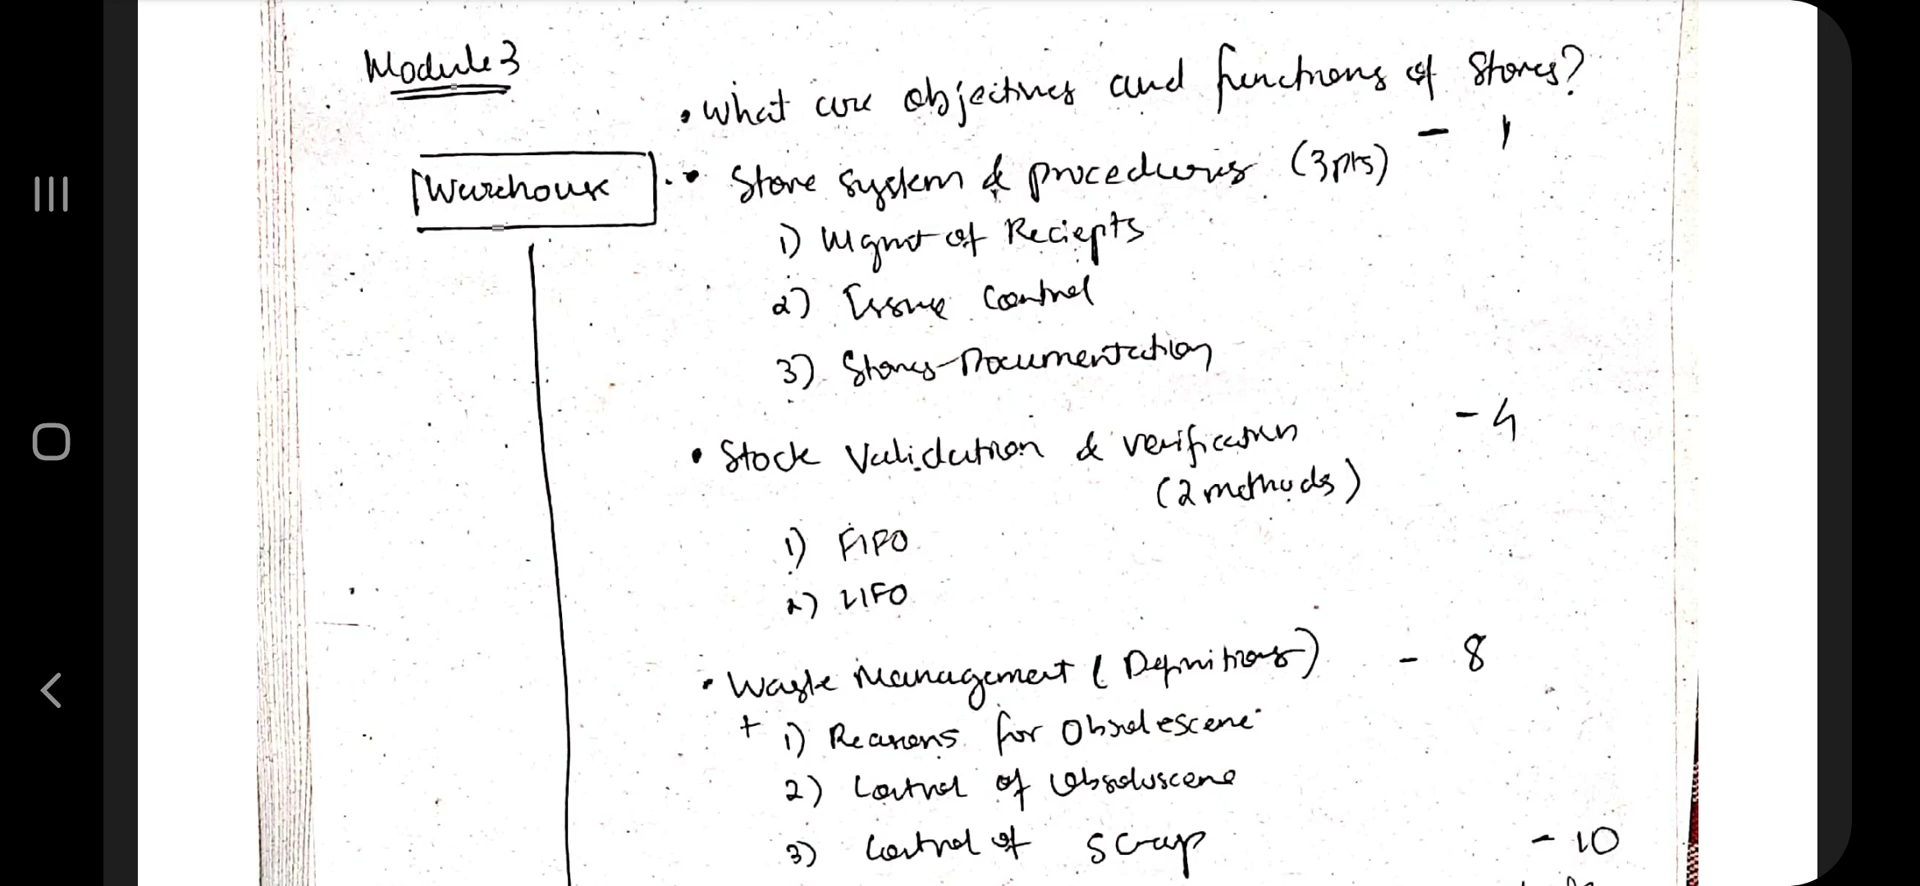 Module 3
• What are objectives and functions of Stores?
- 1
Warehouse
• Store system & procedures (3pts)
1) Mgmt of Reciepts
2) Issue Control
3) Stores Documentation
- 4
• Stock Validation & verification
(2 methods)
1) FIFO
2) LIFO
• Waste Management (Definitions) - 8
+ 1) Reasons for Obsolescene
2) Control of Obsoluscene
3) Control of Scrap
- 10